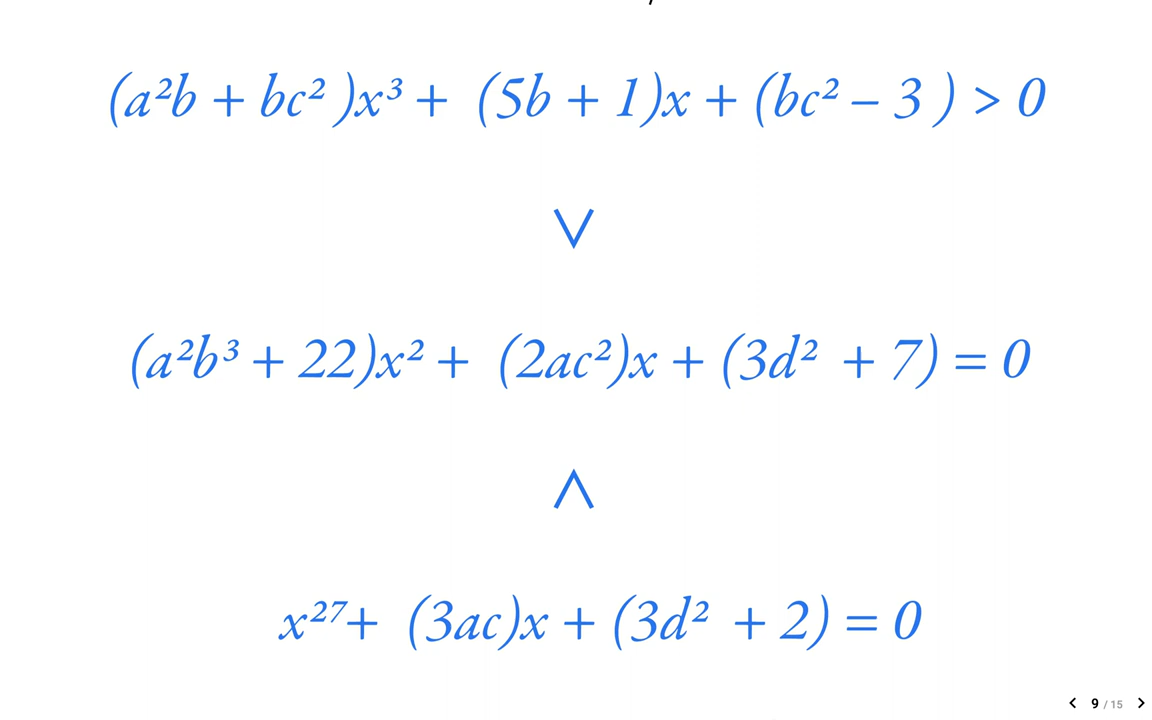 (a²b + bc² )x³ + (5b + 1)x + (bc² – 3 ) > 0
∨
(a²b³ + 22)x² + (2ac²)x + (3d² + 7) = 0
∧
x²⁷+ (3ac)x + (3d² + 2) = 0
9 / 15